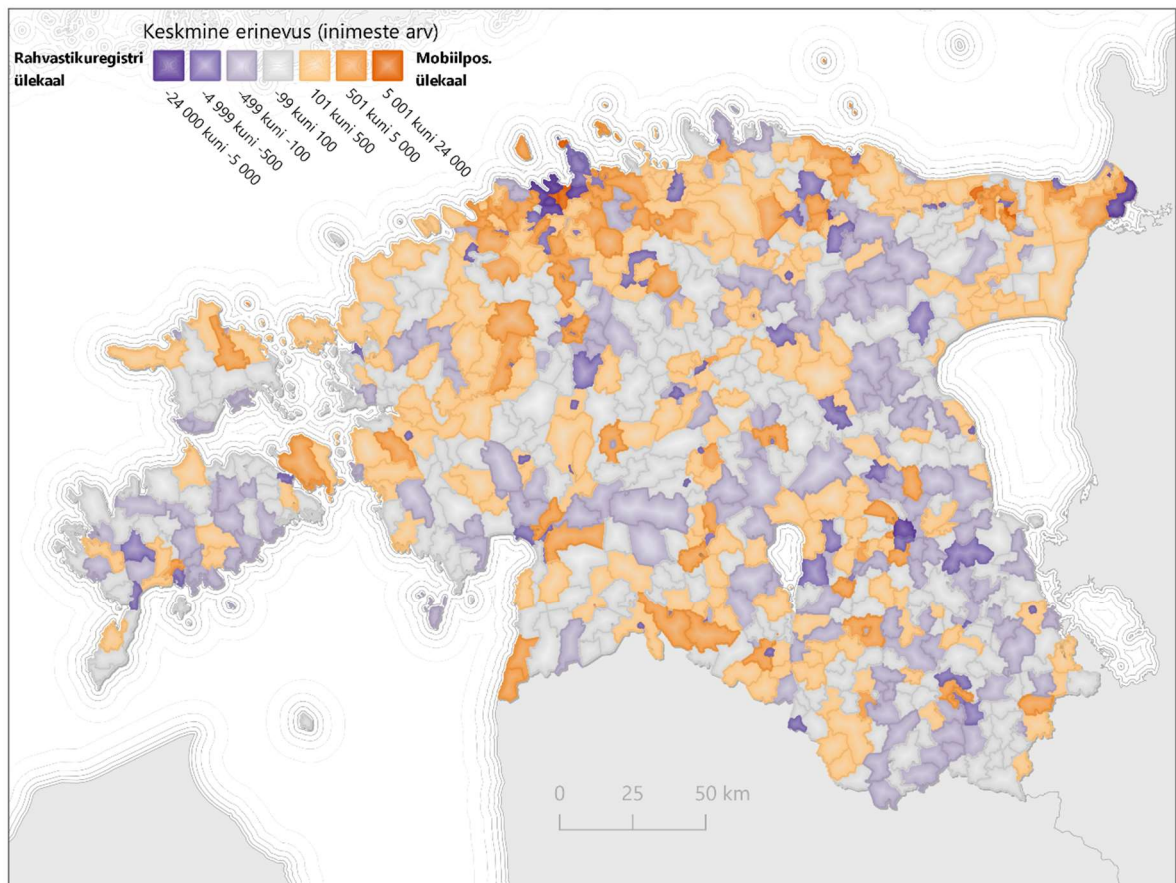 Keskmine erinevus (inimeste arv)
Rahvastikuregistri
ülekaal
Mobiilpos.
ülekaal
-24 000 kuni -5 000
-4 999 kuni -500
-499 kuni -100
-99 kuni 100
101 kuni 500
501 kuni 5 000
5 001 kuni 24 000
0 25 50 km